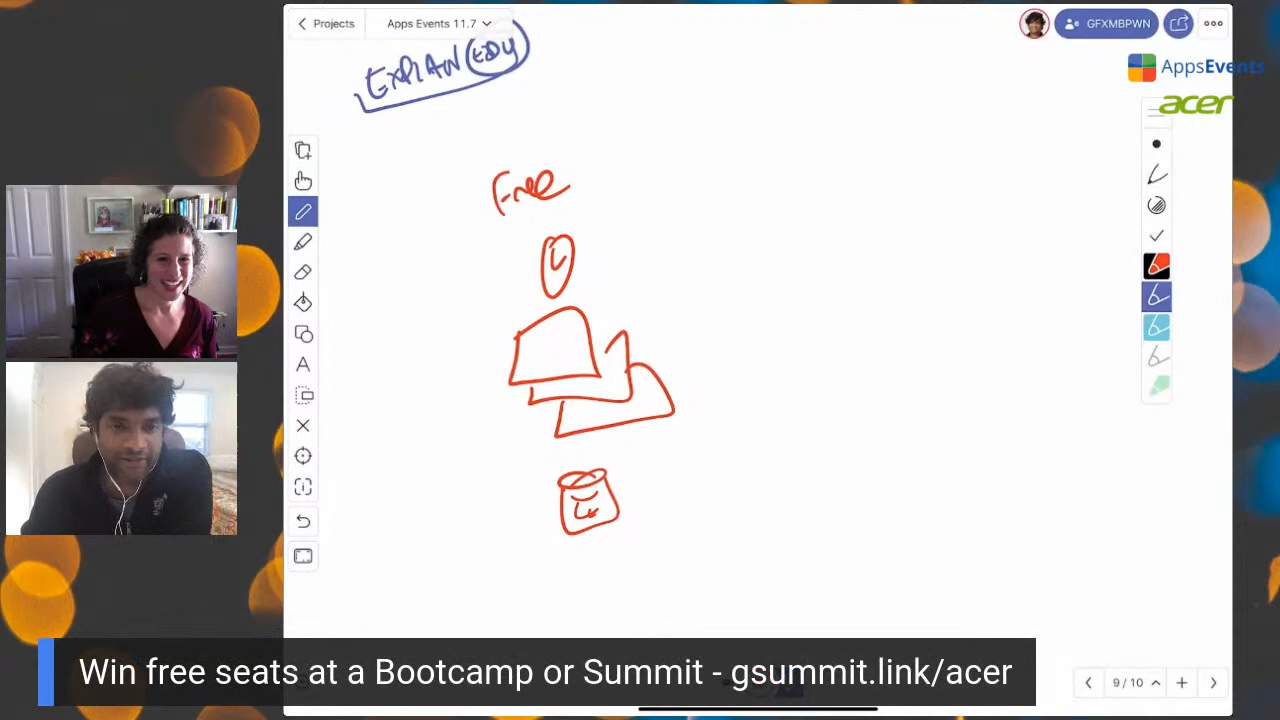 Projects
Apps Events 11.7
GFXMBPWN
AppsEvents
acer
EXPLAIN EDU
Free
Win free seats at a Bootcamp or Summit - gsummit.link/acer
9 / 10